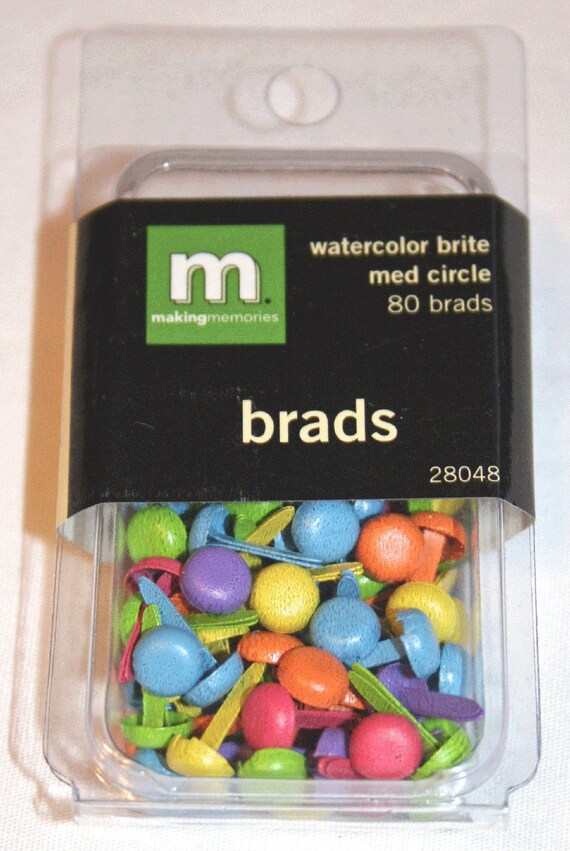 m.
makingmemories
watercolor brite
med circle
80 brads
brads
28048